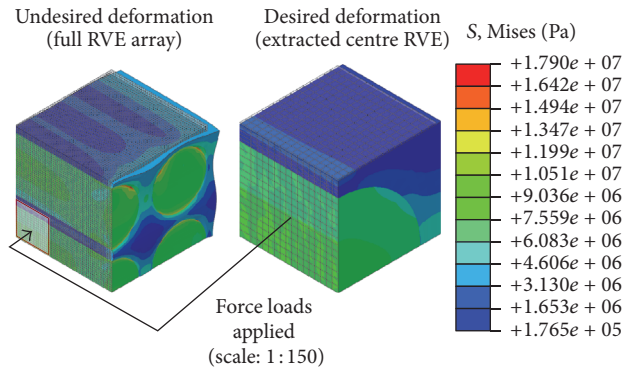 Undesired deformation
(full RVE array)
Desired deformation
(extracted centre RVE)
S, Mises (Pa)
+1.790e + 07
+1.642e + 07
+1.494e + 07
+1.347e + 07
+1.199e + 07
+1.051e + 07
+9.036e + 06
+7.559e + 06
+6.083e + 06
+4.606e + 06
+3.130e + 06
+1.653e + 06
+1.765e + 05
Force loads
applied
(scale: 1 : 150)